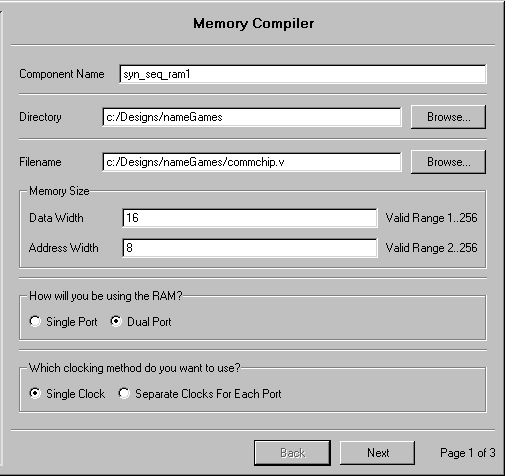 Memory Compiler
Component Name syn_seq_ram1
Directory c:/Designs/nameGames Browse...
Filename c:/Designs/nameGames/commchip.v Browse...
Memory Size
Data Width 16 Valid Range 1..256
Address Width 8 Valid Range 2..256
How will you be using the RAM?
Single Port Dual Port
Which clocking method do you want to use?
Single Clock Separate Clocks For Each Port
Back Next Page 1 of 3